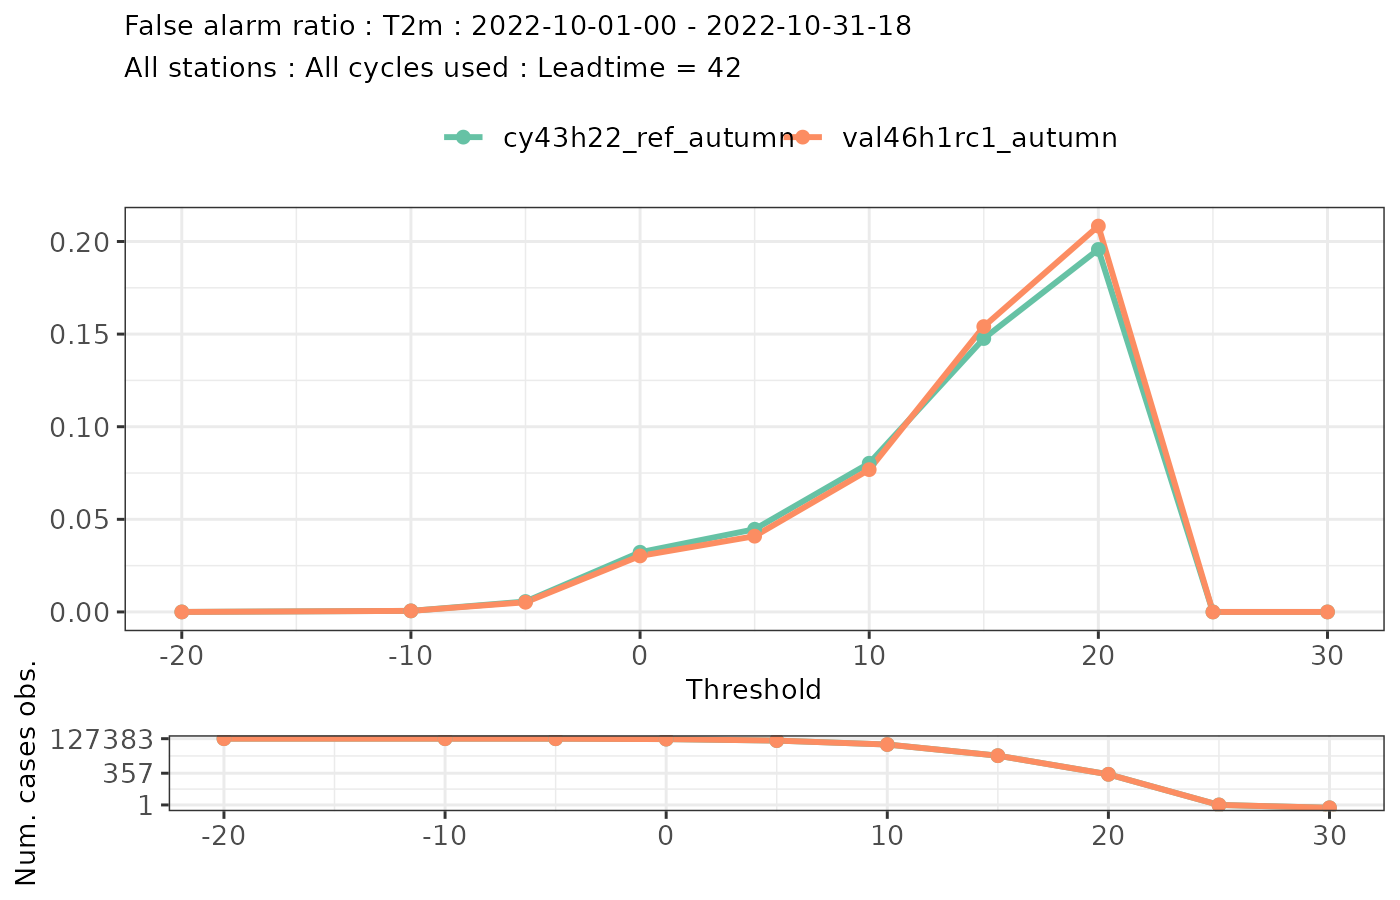 False alarm ratio : T2m : 2022-10-01-00 - 2022-10-31-18
All stations : All cycles used : Leadtime = 42
cy43h22_ref_autumn val46h1rc1_autumn
0.20
0.15
0.10
0.05
0.00
-20 -10 0 10 20 30
Threshold
Num. cases obs.
127383
357
1
-20 -10 0 10 20 30